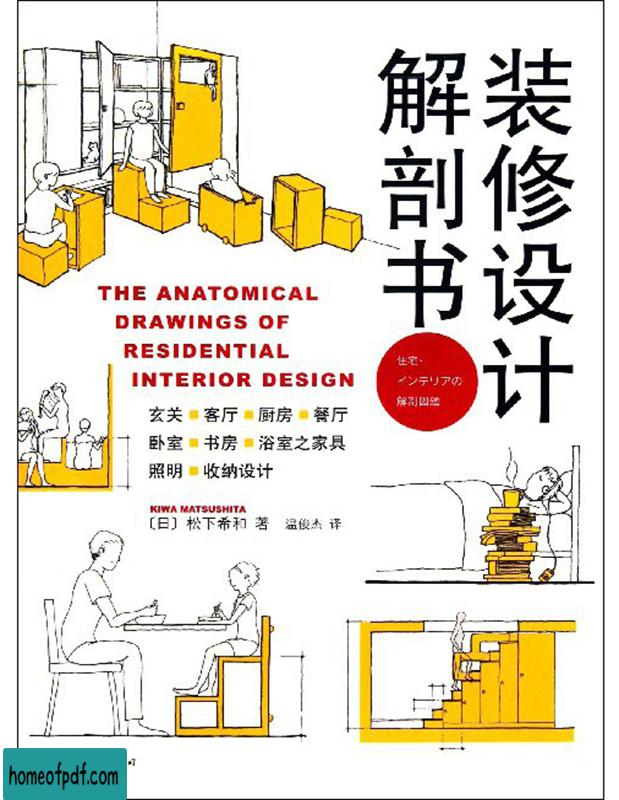 装修设计
解剖书
THE ANATOMICAL
DRAWINGS OF
RESIDENTIAL
INTERIOR DESIGN
住宅·
インテリアの
解剖図鑑
玄关 ■ 客厅 ■ 厨房 ■ 餐厅
卧室 ■ 书房 ■ 浴室之家具
照明 ■ 收纳设计
KIWA MATSUSHITA
〔日〕松下希和 著 温俊杰 译
homeofpdf.com